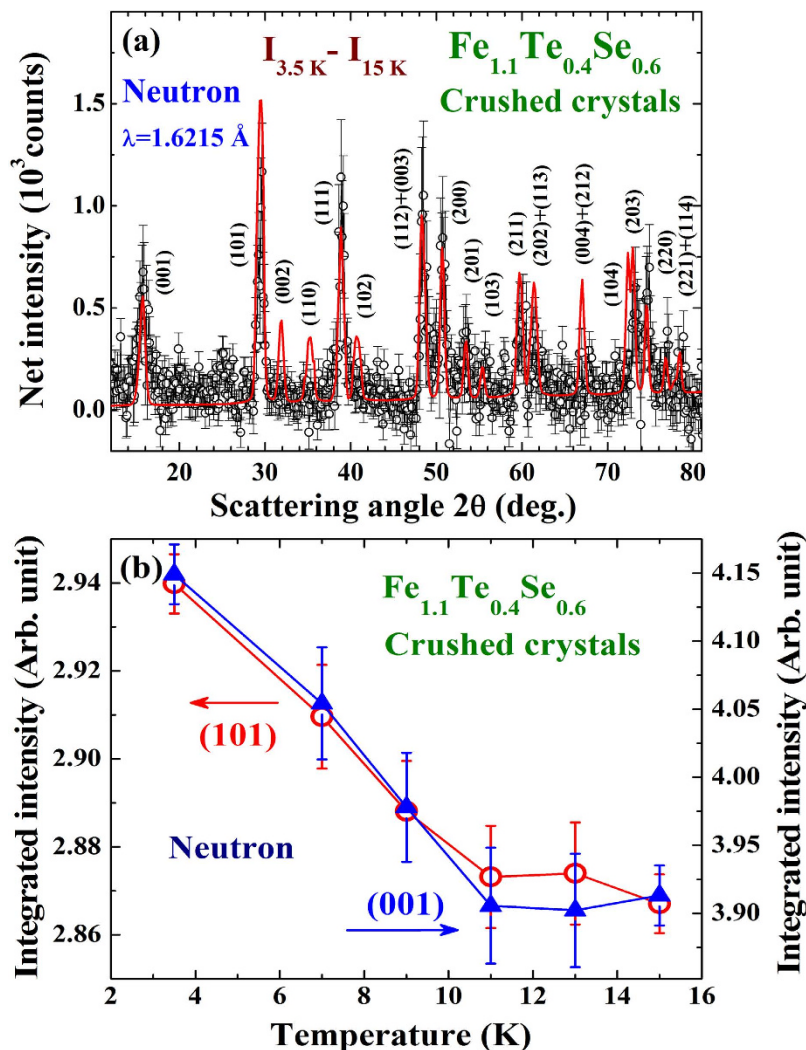 (a)
I3.5 K - I15 K
Fe1.1Te0.4Se0.6
Crushed crystals
Neutron
λ=1.6215 Å
Net intensity (10³ counts)
1.5
1.0
0.5
0.0
(001)
(101)
(002)
(110)
(111)
(102)
(112)+(003)
(200)
(201)
(103)
(211)
(202)+(113)
(004)+(212)
(104)
(203)
(220)
(221)+(114)
20 30 40 50 60 70 80
Scattering angle 2θ (deg.)
(b)
Fe1.1Te0.4Se0.6
Crushed crystals
Integrated intensity (Arb. unit)
2.94
2.92
2.90
2.88
2.86
(101)
Neutron
(001)
4.15
4.10
4.05
4.00
3.95
3.90
Integrated intensity (Arb. unit)
2 4 6 8 10 12 14 16
Temperature (K)